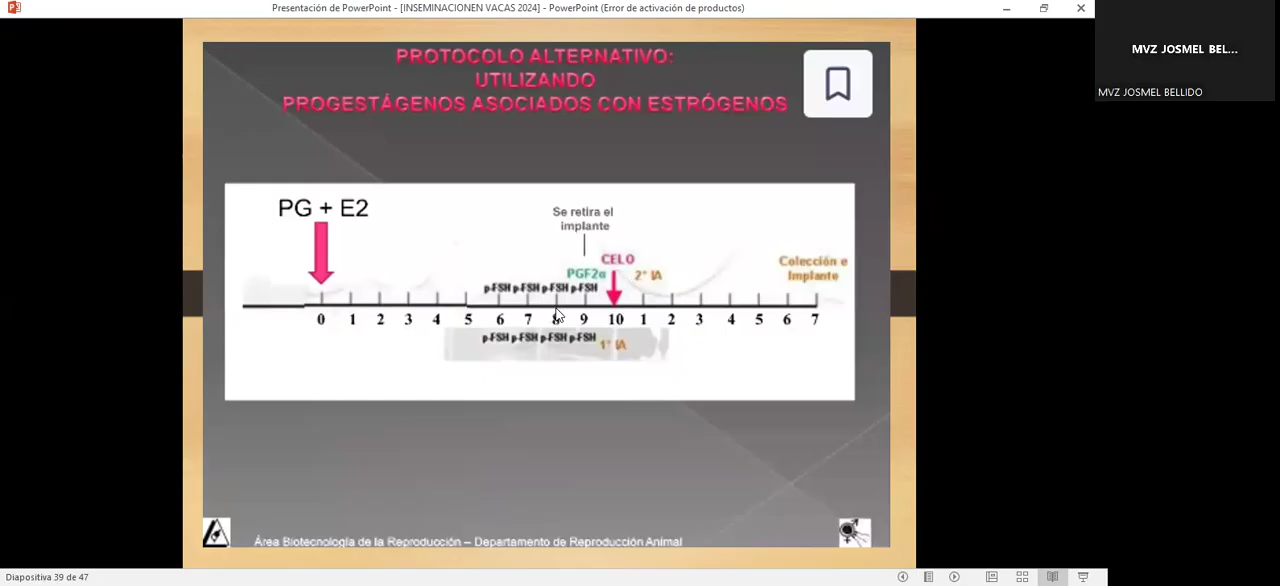 Presentación de PowerPoint - [INSEMINACIONEN VACAS 2024] - PowerPoint (Error de activación de productos)
MVZ JOSMEL BEL...
MVZ JOSMEL BELLIDO
PROTOCOLO ALTERNATIVO:
UTILIZANDO
PROGESTÁGENOS ASOCIADOS CON ESTRÓGENOS
PG + E2
Se retira el
implante
CELO
PGF2α
2° IA
Colección e
Implante
p-FSH p-FSH p-FSH p-FSH
0 1 2 3 4 5 6 7 8 9 10 1 2 3 4 5 6 7
p-FSH p-FSH p-FSH p-FSH
1° IA
Área Biotecnología de la Reproducción – Departamento de Reproducción Animal
Diapositiva 39 de 47